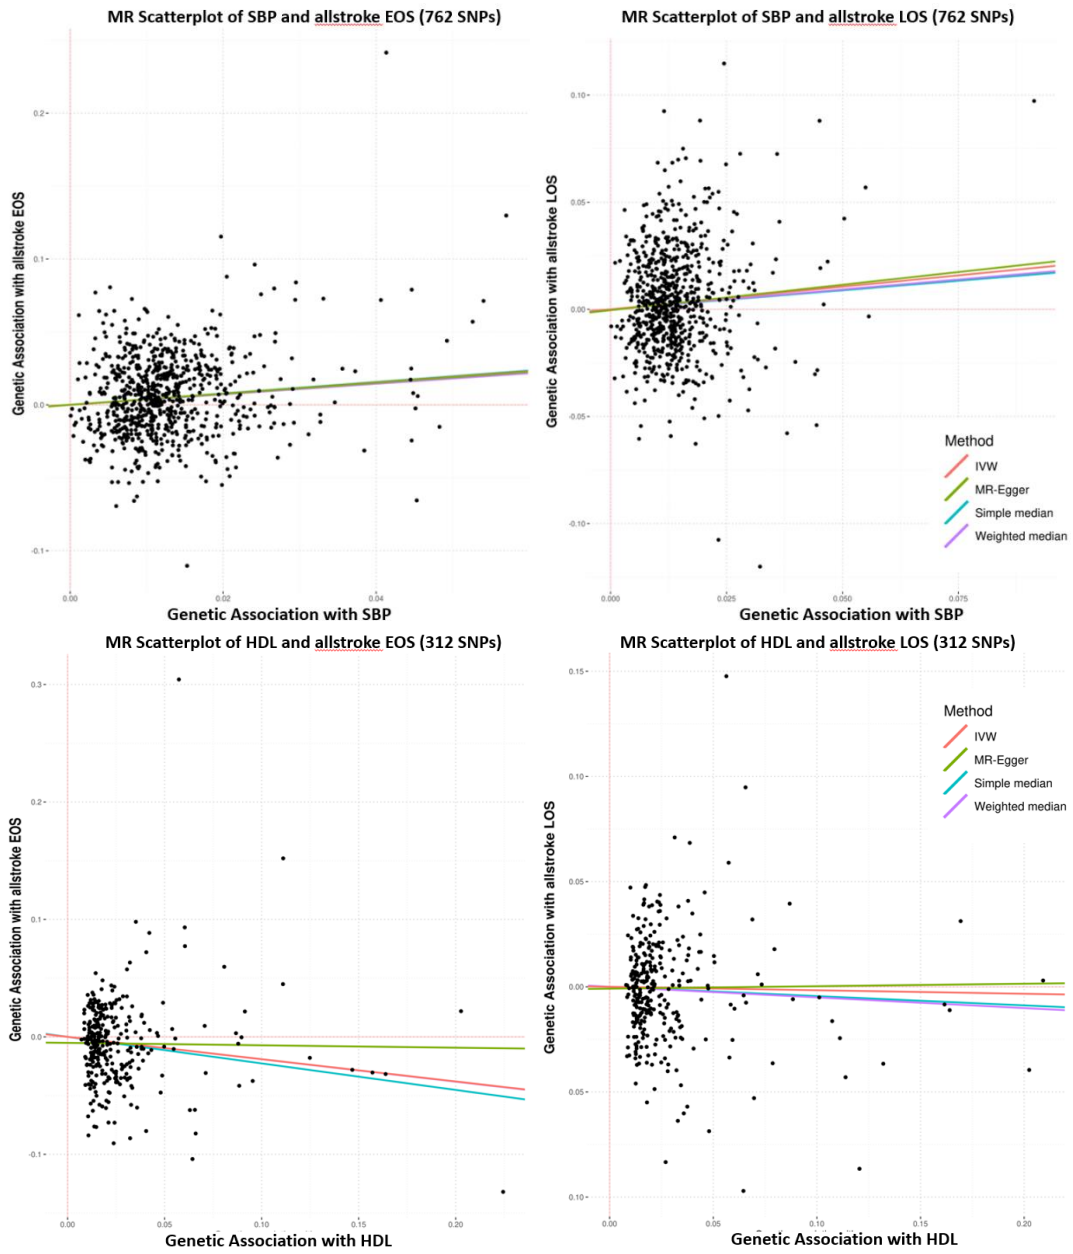 MR Scatterplot of SBP and allstroke EOS (762 SNPs)
Genetic Association with allstroke EOS
0.2
0.1
0.0
-0.1
0.00
0.02
0.04
Genetic Association with SBP
MR Scatterplot of SBP and allstroke LOS (762 SNPs)
Genetic Association with allstroke LOS
0.10
0.05
0.00
-0.05
-0.10
Method
IVW
MR-Egger
Simple median
Weighted median
0.000
0.025
0.050
0.075
Genetic Association with SBP
MR Scatterplot of HDL and allstroke EOS (312 SNPs)
Genetic Association with allstroke EOS
0.3
0.2
0.1
0.0
-0.1
0.00
0.05
0.10
0.15
0.20
Genetic Association with HDL
MR Scatterplot of HDL and allstroke LOS (312 SNPs)
Genetic Association with allstroke LOS
0.15
0.10
0.05
0.00
0.05
0.10
Method
IVW
MR-Egger
Simple median
Weighted median
0.00
0.05
0.10
0.15
0.20
Genetic Association with HDL